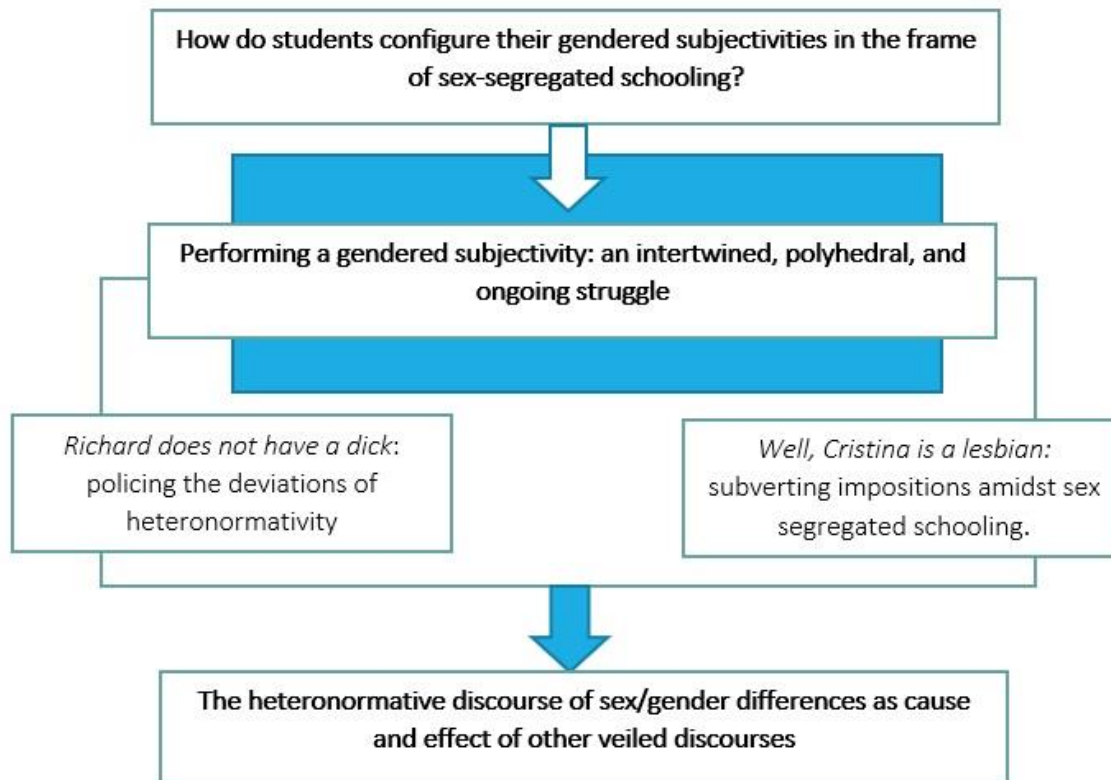 How do students configure their gendered subjectivities in the frame
of sex-segregated schooling?
Performing a gendered subjectivity: an intertwined, polyhedral, and
ongoing struggle
Richard does not have a dick:
policing the deviations of
heteronormativity
Well, Cristina is a lesbian:
subverting impositions amidst sex
segregated schooling.
The heteronormative discourse of sex/gender differences as cause
and effect of other veiled discourses